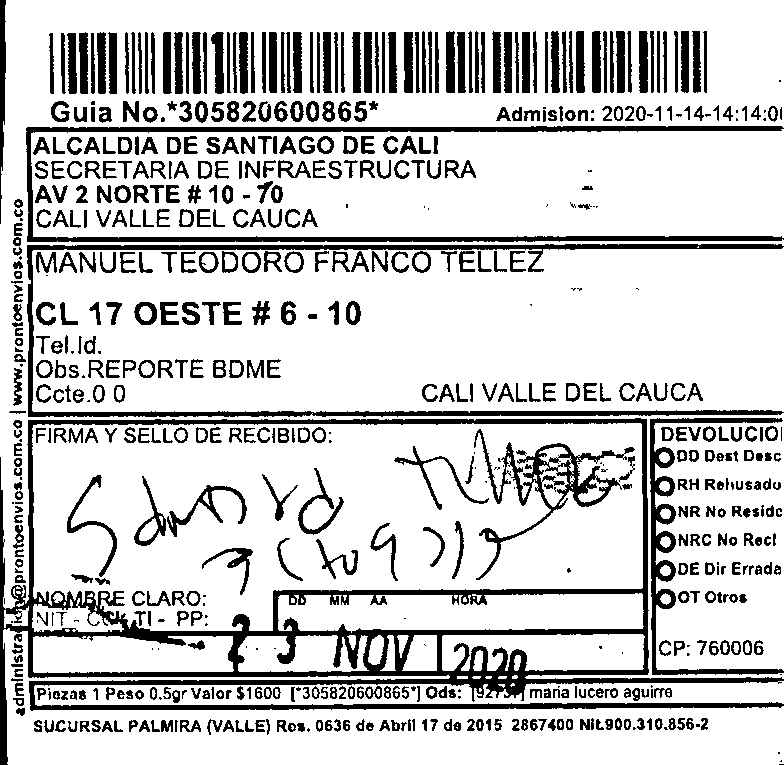 Guia No.*305820600865*
Admision: 2020-11-14-14:14:0
ALCALDIA DE SANTIAGO DE CALI
SECRETARIA DE INFRAESTRUCTURA
AV 2 NORTE # 10 - 70
CALI VALLE DEL CAUCA
MANUEL TEODORO FRANCO TELLEZ
CL 17 OESTE # 6 - 10
Tel.Id.
Obs.REPORTE BDME
Ccte.0 0
CALI VALLE DEL CAUCA
FIRMA Y SELLO DE RECIBIDO:
NOMBRE CLARO:
NIT - CC - TI - PP:
DD MM AA HORA
23 NOV 2020
DEVOLUCIO
DD Dest Desc
RH Rehusado
NR No Reside
NRC No Recl
DE Dir Errada
OT Otros
CP: 760006
Piezas 1 Peso 0.5gr Valor $1600 [*305820600865*] Ods: maria lucero aguirre
SUCURSAL PALMIRA (VALLE) Res. 0636 de Abril 17 de 2015 2867400 Nit.900.310.856-2
@prontoenvios.com.co | www.prontoenvios.com.co